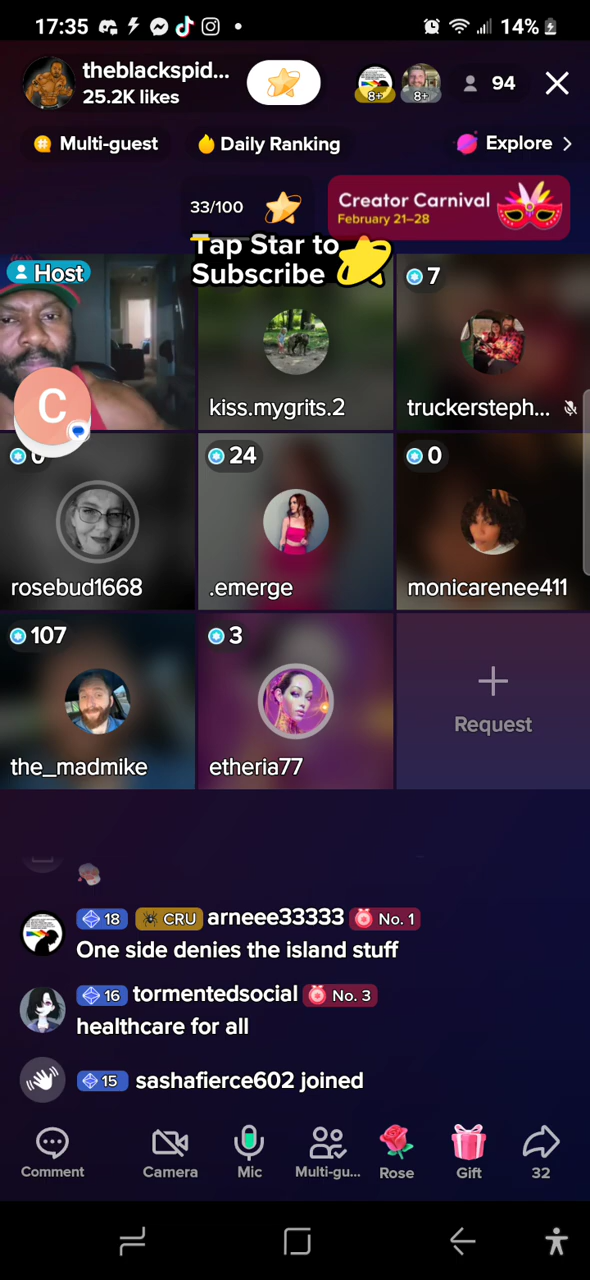 17:35
14%
theblackspid...
25.2K likes
8+
8+
94
Multi-guest
Daily Ranking
Explore
33/100
Creator Carnival
February 21–28
Tap Star to
Subscribe
Host
7
C
kiss.mygrits.2
truckersteph...
0
24
0
rosebud1668
.emerge
monicarenee411
107
3
+
Request
the_madmike
etheria77
18 CRU arneee33333 No. 1
One side denies the island stuff
16 tormentedsocial No. 3
healthcare for all
15 sashafierce602 joined
Comment
Camera
Mic
Multi-gu...
Rose
Gift
32